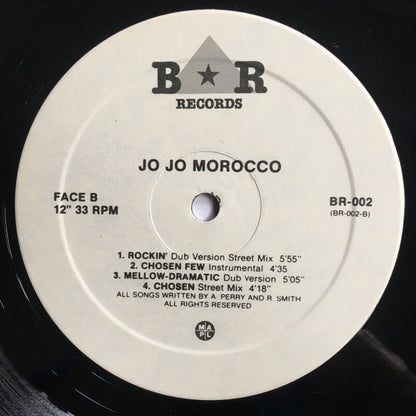 B ★ R
RECORDS
JO JO MOROCCO
FACE B
12" 33 RPM
BR-002
(BR-002-B)
1. ROCKIN' Dub Version Street Mix 5'55"
2. CHOSEN FEW Instrumental 4'35
3. MELLOW-DRAMATIC Dub version 5'05"
4. CHOSEN Street Mix 4'18"
ALL SONGS WRITTEN BY A. PERRY AND R. SMITH
ALL RIGHTS RESERVED
M A
P L